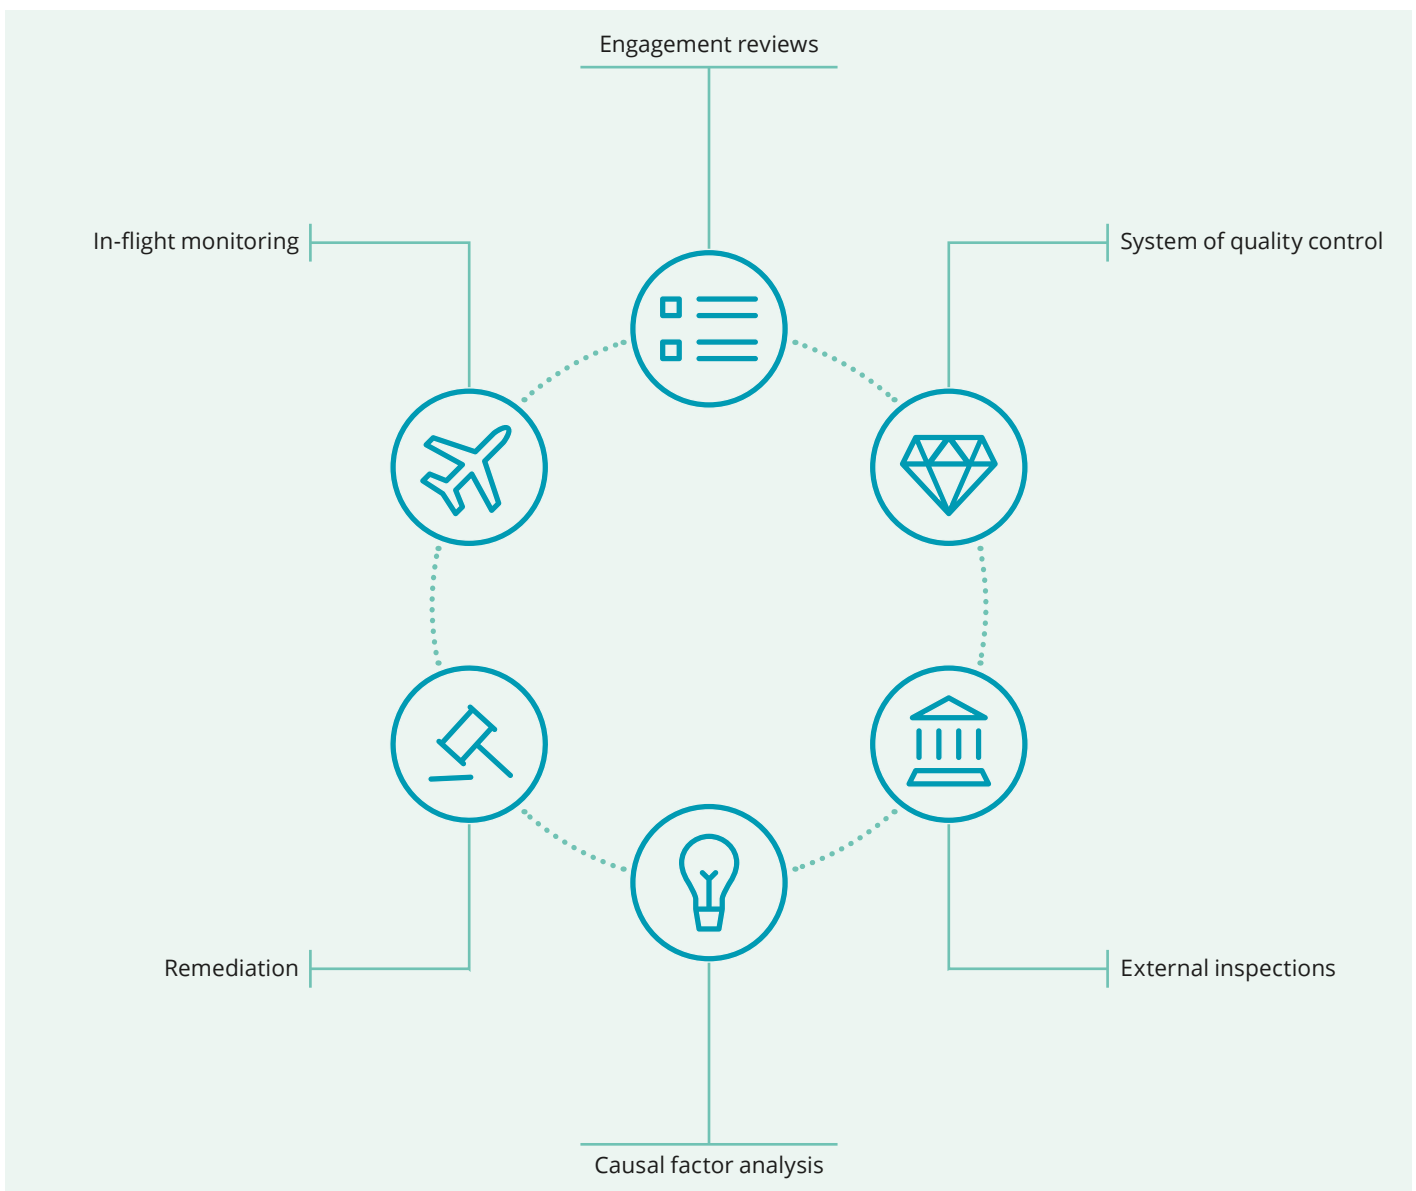 Engagement reviews
In-flight monitoring
System of quality control
Remediation
External inspections
Causal factor analysis